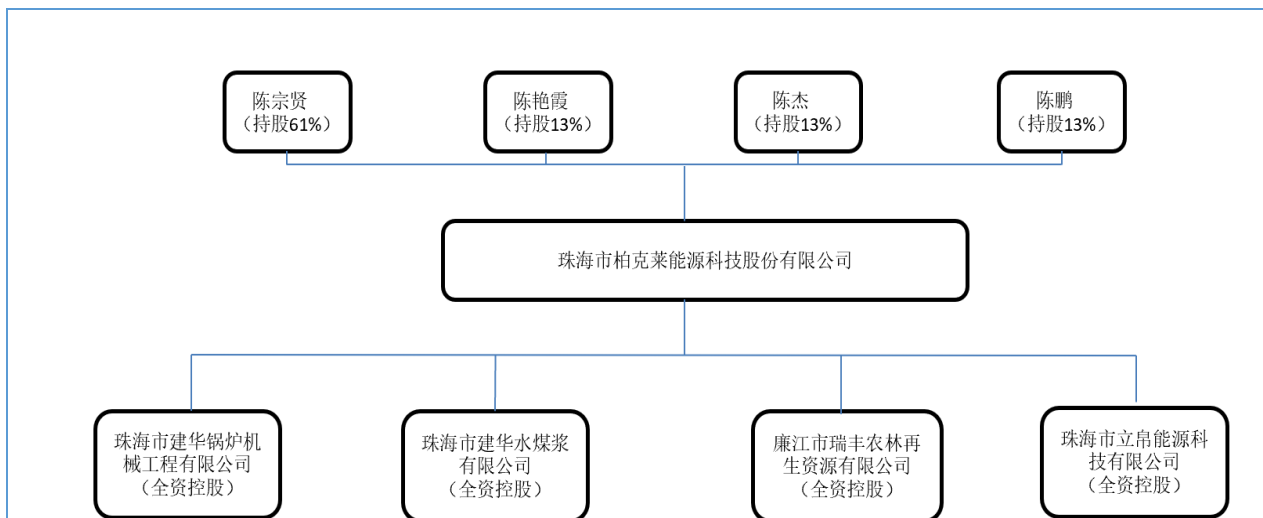 陈宗贤
（持股61%）
陈艳霞
（持股13%）
陈杰
（持股13%）
陈鹏
（持股13%）
珠海市柏克莱能源科技股份有限公司
珠海市建华锅炉机
械工程有限公司
（全资控股）
珠海市建华水煤浆
有限公司
（全资控股）
廉江市瑞丰农林再
生资源有限公司
（全资控股）
珠海市立帛能源科
技有限公司
（全资控股）